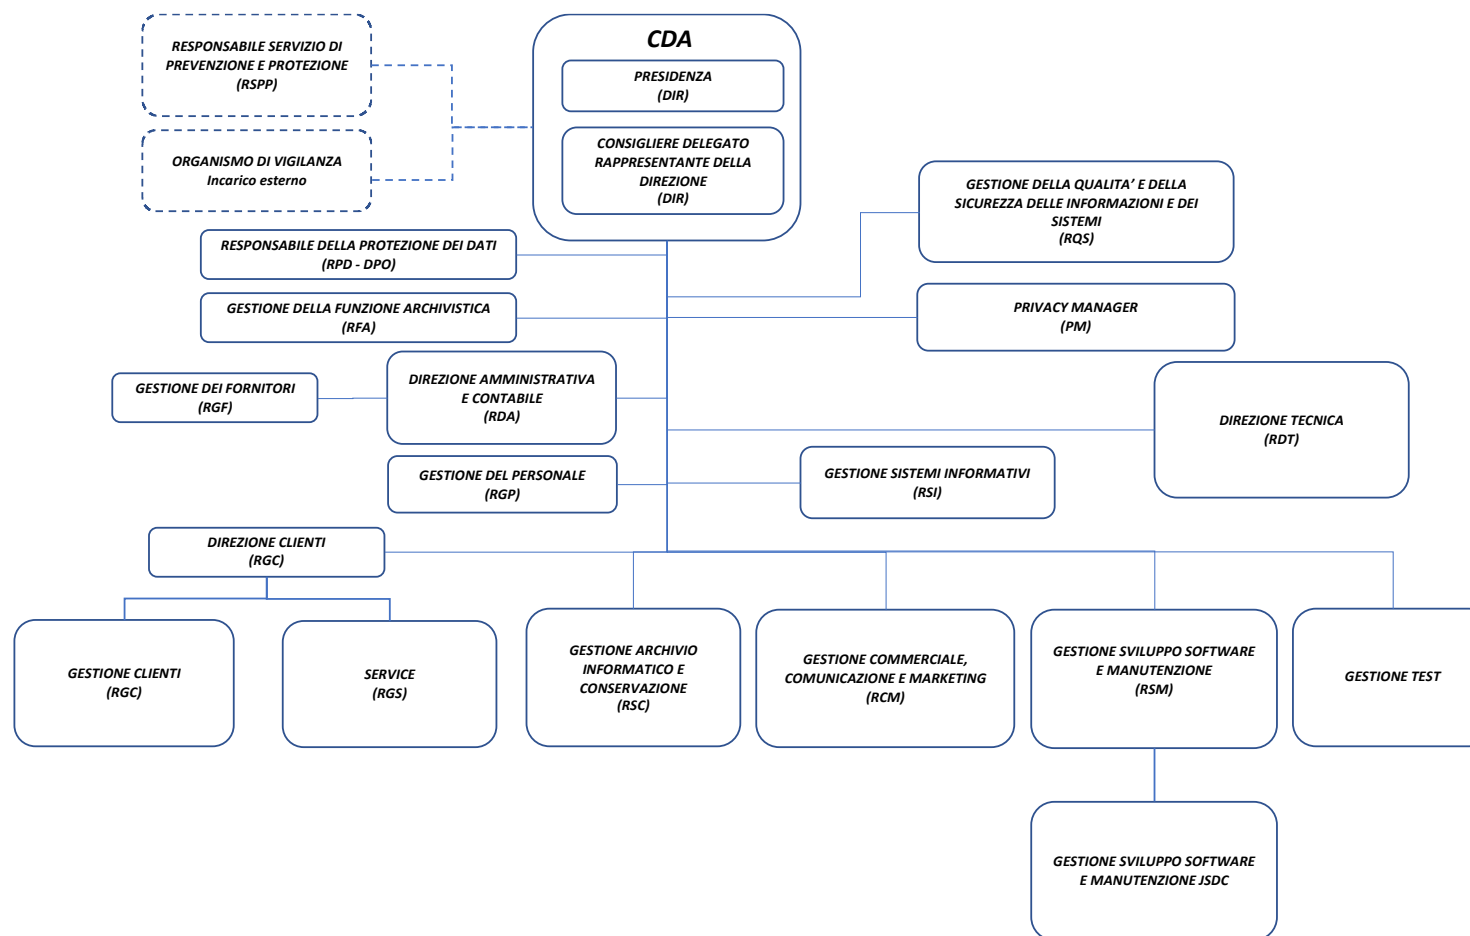 RESPONSABILE SERVIZIO DI
PREVENZIONE E PROTEZIONE
(RSPP)
ORGANISMO DI VIGILANZA
Incarico esterno
CDA
PRESIDENZA
(DIR)
CONSIGLIERE DELEGATO
RAPPRESENTANTE DELLA
DIREZIONE
(DIR)
GESTIONE DELLA QUALITA’ E DELLA
SICUREZZA DELLE INFORMAZIONI E DEI
SISTEMI
(RQS)
RESPONSABILE DELLA PROTEZIONE DEI DATI
(RPD - DPO)
GESTIONE DELLA FUNZIONE ARCHIVISTICA
(RFA)
PRIVACY MANAGER
(PM)
GESTIONE DEI FORNITORI
(RGF)
DIREZIONE AMMINISTRATIVA
E CONTABILE
(RDA)
DIREZIONE TECNICA
(RDT)
GESTIONE DEL PERSONALE
(RGP)
GESTIONE SISTEMI INFORMATIVI
(RSI)
DIREZIONE CLIENTI
(RGC)
GESTIONE CLIENTI
(RGC)
SERVICE
(RGS)
GESTIONE ARCHIVIO
INFORMATICO E
CONSERVAZIONE
(RSC)
GESTIONE COMMERCIALE,
COMUNICAZIONE E MARKETING
(RCM)
GESTIONE SVILUPPO SOFTWARE
E MANUTENZIONE
(RSM)
GESTIONE TEST
GESTIONE SVILUPPO SOFTWARE
E MANUTENZIONE JSDC